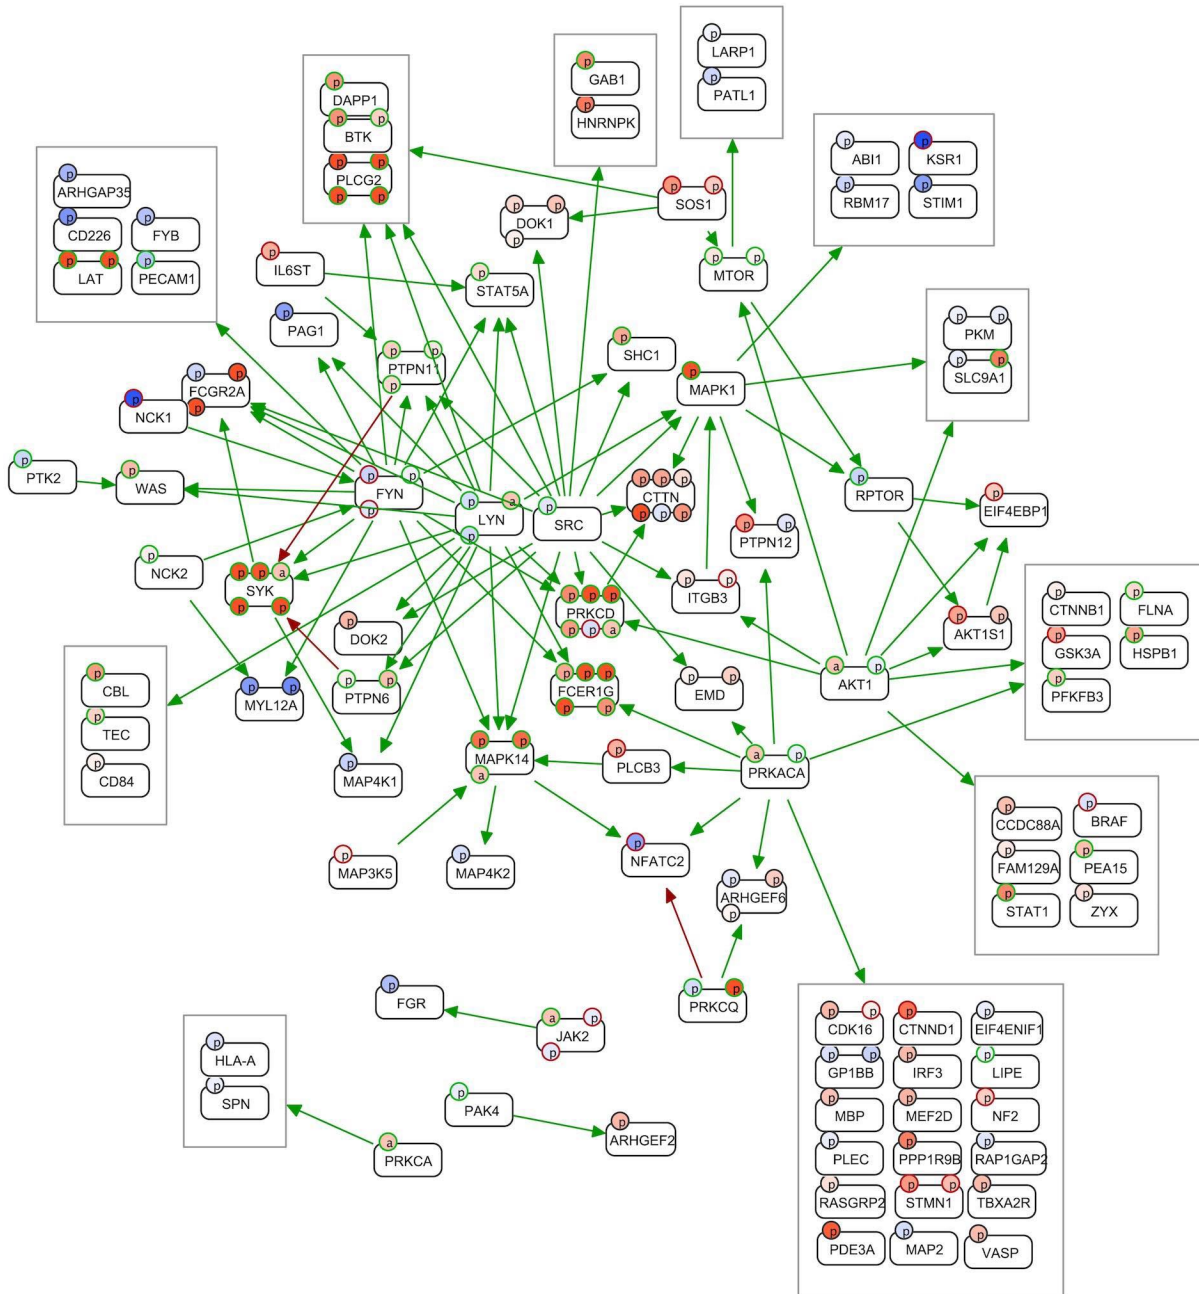 p
LARP1
p
PATL1
p
GAB1
p
HNRNPK
p
DAPP1
p p
BTK
p p
PLCG2
p p
p
ABI1
p
KSR1
p
RBM17
p
STIM1
p
ARHGAP35
p
CD226
p
FYB
p p
LAT
p
PECAM1
p p
SOS1
p p
DOK1
p
p
IL6ST
p
STAT5A
p p
MTOR
p
PAG1
p p
PTPN11
p
p
SHC1
p
MAPK1
p p
PKM
p p
SLC9A1
p p
FCGR2A
p
p
NCK1
p
PTK2
p
WAS
p p
FYN
p
p a
LYN
p
p
SRC
p p p
CTTN
p p p
p
RPTOR
p
EIF4EBP1
p p
PTPN12
p
NCK2
p p a
SYK
p p
p p
ITGB3
p p p
PRKCD
p p a
p
DOK2
p p
AKT1S1
p
CTNNB1
p
FLNA
p
GSK3A
p
HSPB1
p
PFKFB3
p
CBL
p
TEC
p
CD84
p p
MYL12A
p p
PTPN6
p p p
FCER1G
p p
p p
EMD
a p
AKT1
p p
MAPK14
a
p
PLCB3
a p
PRKACA
p
MAP4K1
p
MAP3K5
p
MAP4K2
p
NFATC2
p p
ARHGEF6
p
p
CCDC88A
p
BRAF
p
FAM129A
p
PEA15
p
STAT1
p
ZYX
p
FGR
a p
JAK2
p
p p
PRKCQ
p
HLA-A
p
SPN
a
PRKCA
p
PAK4
p
ARHGEF2
p p
CDK16
p
CTNND1
p
EIF4ENIF1
p p
GP1BB
p
IRF3
p
LIPE
p
MBP
p
MEF2D
p
NF2
p
PLEC
p
PPP1R9B
p
RAP1GAP2
p
RASGRP2
p p
STMN1
p
TBXA2R
p
PDE3A
p
MAP2
p
VASP